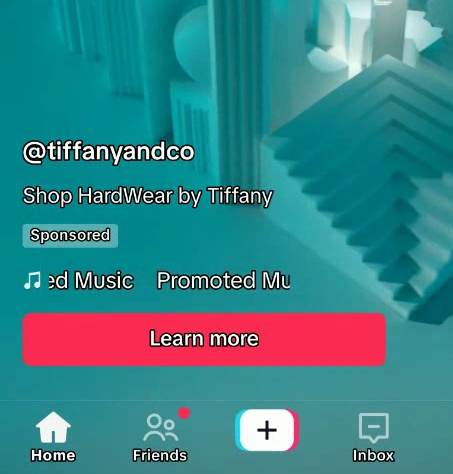 @tiffanyandco
Shop HardWear by Tiffany
Sponsored
ed Music Promoted Mu
Learn more
Home Friends Inbox